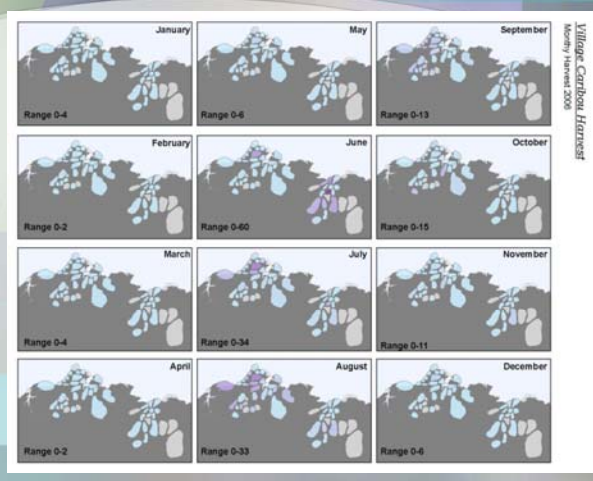 Village Caribou Harvest
Monthy Harvest 2006
January
Range 0-4
May
Range 0-6
September
Range 0-13
February
Range 0-2
June
Range 0-60
October
Range 0-15
March
Range 0-4
July
Range 0-34
November
Range 0-11
April
Range 0-2
August
Range 0-33
December
Range 0-6